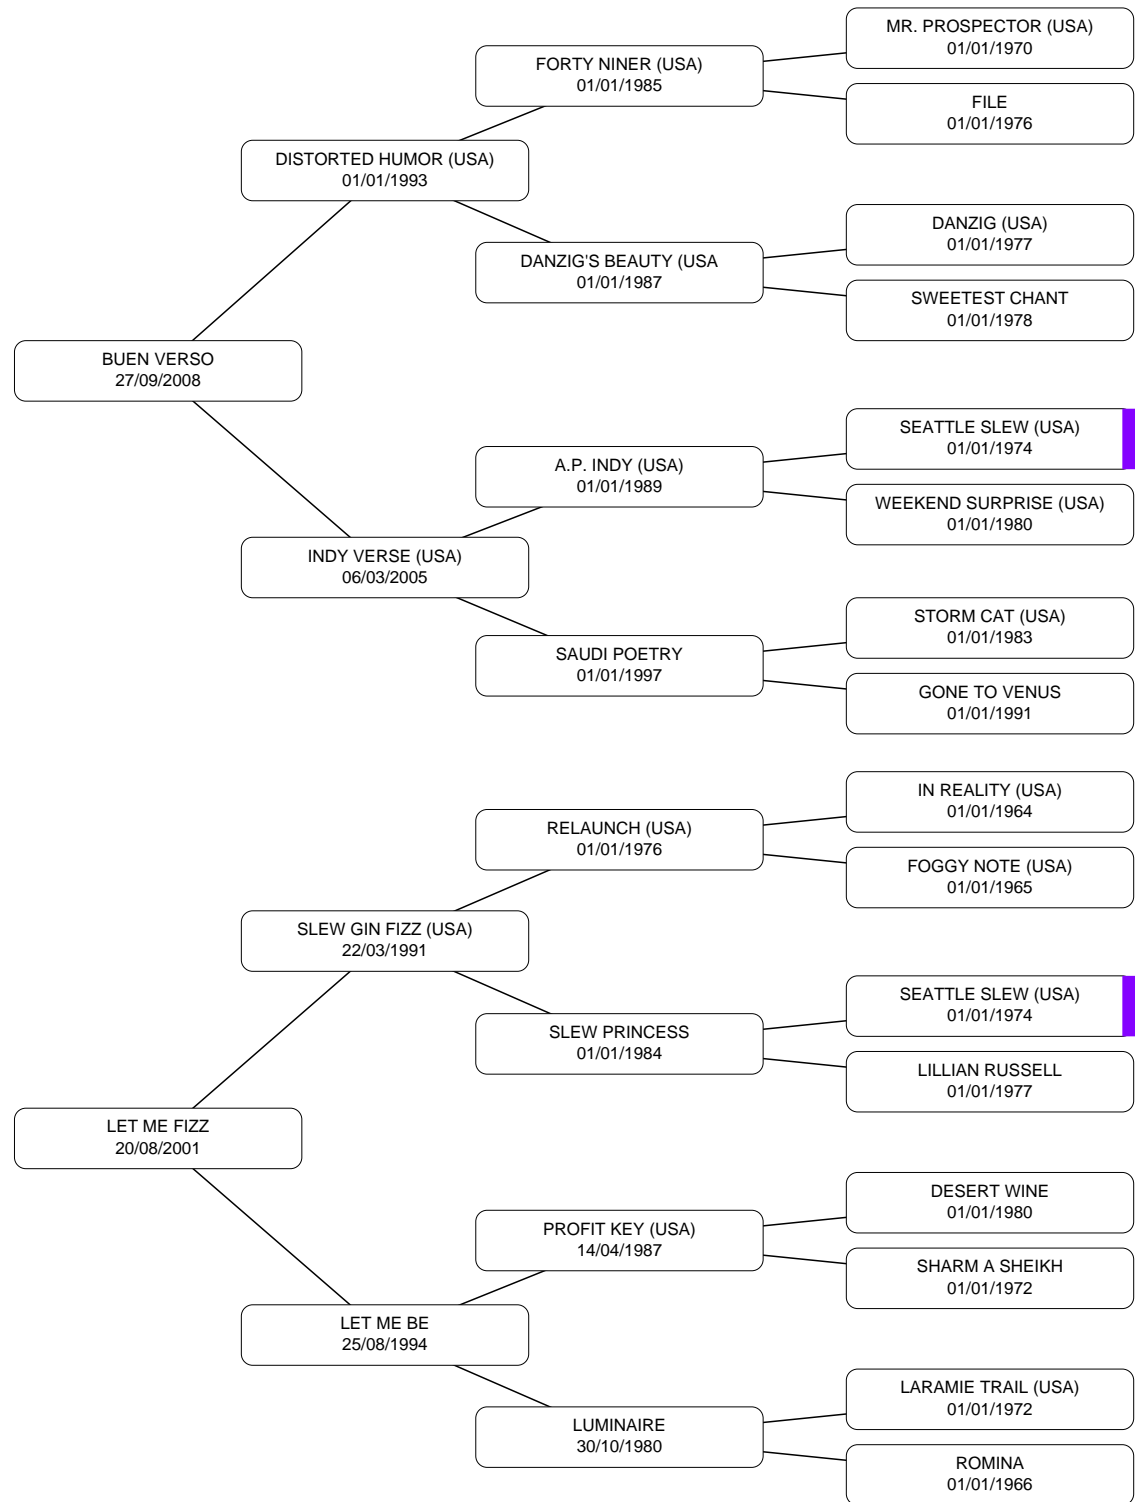 MR. PROSPECTOR (USA)
01/01/1970
FORTY NINER (USA)
01/01/1985
FILE
01/01/1976
DISTORTED HUMOR (USA)
01/01/1993
DANZIG (USA)
01/01/1977
DANZIG'S BEAUTY (USA
01/01/1987
SWEETEST CHANT
01/01/1978
BUEN VERSO
27/09/2008
SEATTLE SLEW (USA)
01/01/1974
A.P. INDY (USA)
01/01/1989
WEEKEND SURPRISE (USA)
01/01/1980
INDY VERSE (USA)
06/03/2005
STORM CAT (USA)
01/01/1983
SAUDI POETRY
01/01/1997
GONE TO VENUS
01/01/1991
IN REALITY (USA)
01/01/1964
RELAUNCH (USA)
01/01/1976
FOGGY NOTE (USA)
01/01/1965
SLEW GIN FIZZ (USA)
22/03/1991
SEATTLE SLEW (USA)
01/01/1974
SLEW PRINCESS
01/01/1984
LILLIAN RUSSELL
01/01/1977
LET ME FIZZ
20/08/2001
DESERT WINE
01/01/1980
PROFIT KEY (USA)
14/04/1987
SHARM A SHEIKH
01/01/1972
LET ME BE
25/08/1994
LARAMIE TRAIL (USA)
01/01/1972
LUMINAIRE
30/10/1980
ROMINA
01/01/1966